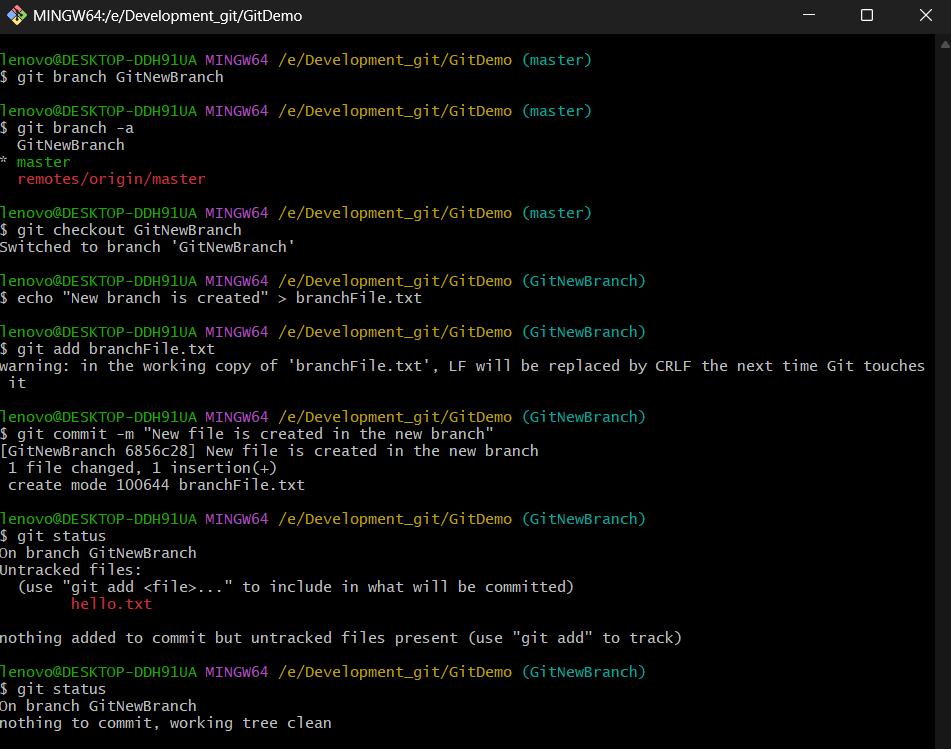 MINGW64:/e/Development_git/GitDemo
lenovo@DESKTOP-DDH91UA MINGW64 /e/Development_git/GitDemo (master)
$ git branch GitNewBranch
lenovo@DESKTOP-DDH91UA MINGW64 /e/Development_git/GitDemo (master)
$ git branch -a
  GitNewBranch
* master
  remotes/origin/master
lenovo@DESKTOP-DDH91UA MINGW64 /e/Development_git/GitDemo (master)
$ git checkout GitNewBranch
Switched to branch 'GitNewBranch'
lenovo@DESKTOP-DDH91UA MINGW64 /e/Development_git/GitDemo (GitNewBranch)
$ echo "New branch is created" > branchFile.txt
lenovo@DESKTOP-DDH91UA MINGW64 /e/Development_git/GitDemo (GitNewBranch)
$ git add branchFile.txt
warning: in the working copy of 'branchFile.txt', LF will be replaced by CRLF the next time Git touches
 it
lenovo@DESKTOP-DDH91UA MINGW64 /e/Development_git/GitDemo (GitNewBranch)
$ git commit -m "New file is created in the new branch"
[GitNewBranch 6856c28] New file is created in the new branch
 1 file changed, 1 insertion(+)
 create mode 100644 branchFile.txt
lenovo@DESKTOP-DDH91UA MINGW64 /e/Development_git/GitDemo (GitNewBranch)
$ git status
On branch GitNewBranch
Untracked files:
  (use "git add <file>..." to include in what will be committed)
        hello.txt
nothing added to commit but untracked files present (use "git add" to track)
lenovo@DESKTOP-DDH91UA MINGW64 /e/Development_git/GitDemo (GitNewBranch)
$ git status
On branch GitNewBranch
nothing to commit, working tree clean